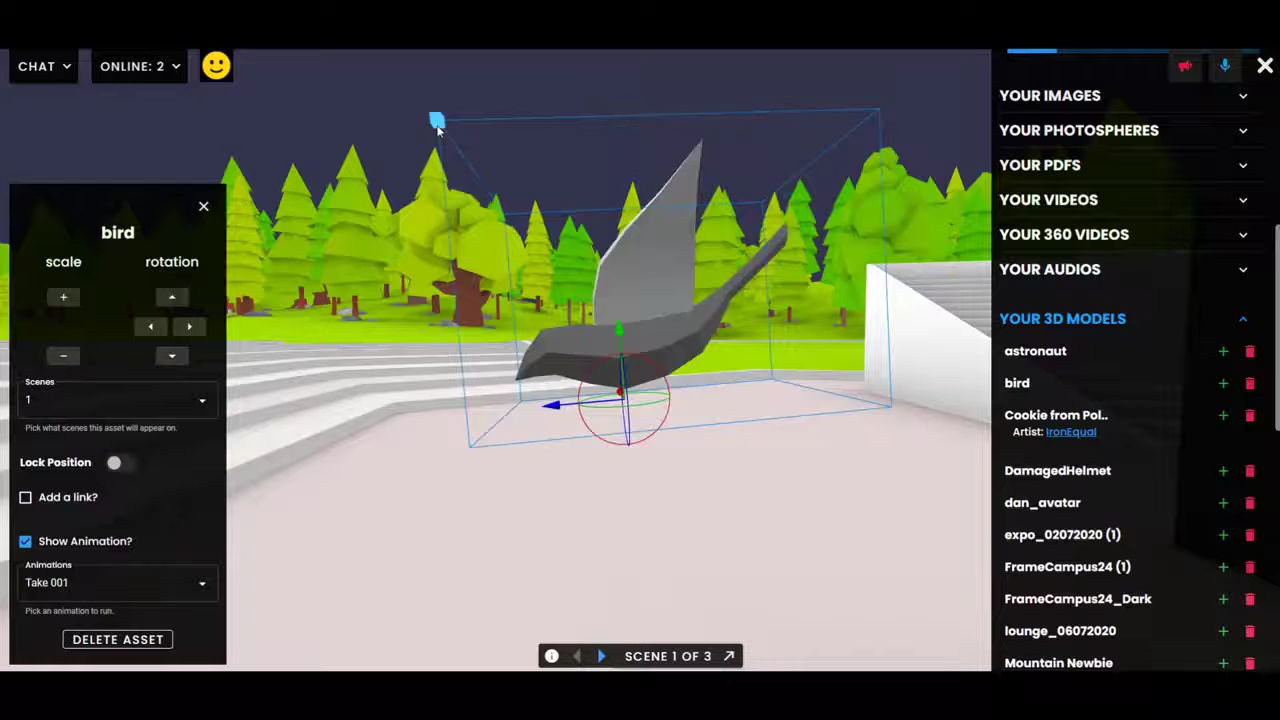 CHAT
ONLINE: 2
bird
scale
rotation
+
−
Scenes
1
Pick what scenes this asset will appear on.
Lock Position
Add a link?
Show Animation?
Animations
Take 001
Pick an animation to run.
DELETE ASSET
SCENE 1 OF 3
YOUR IMAGES
YOUR PHOTOSPHERES
YOUR PDFS
YOUR VIDEOS
YOUR 360 VIDEOS
YOUR AUDIOS
YOUR 3D MODELS
astronaut
bird
Cookie from Pol..
Artist: IronEqual
DamagedHelmet
dan_avatar
expo_02072020 (1)
FrameCampus24 (1)
FrameCampus24_Dark
lounge_06072020
Mountain Newbie